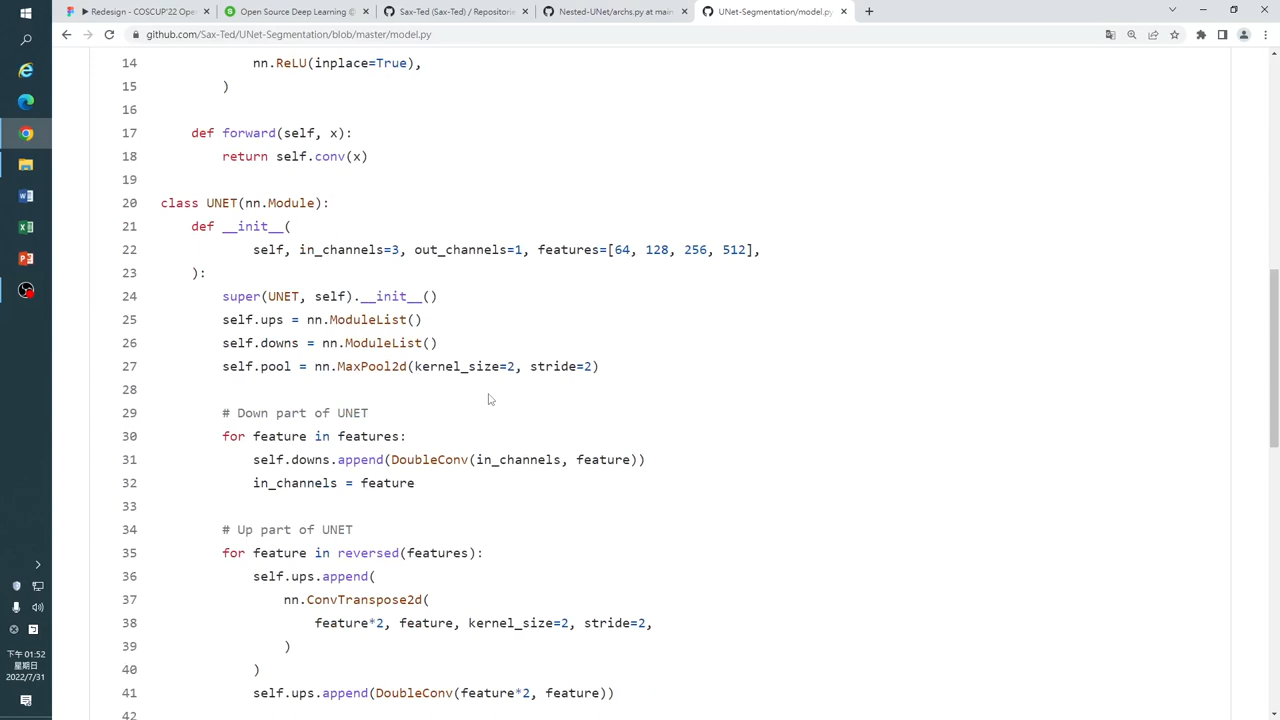 Redesign - COSCUP'22 Ope
Open Source Deep Learning @
Sax-Ted (Sax-Ted) / Repositorie
Nested-UNet/archs.py at main
UNet-Segmentation/model.py
github.com/Sax-Ted/UNet-Segmentation/blob/master/model.py
14 nn.ReLU(inplace=True),
15 )
16
17 def forward(self, x):
18 return self.conv(x)
19
20 class UNET(nn.Module):
21 def __init__(
22 self, in_channels=3, out_channels=1, features=[64, 128, 256, 512],
23 ):
24 super(UNET, self).__init__()
25 self.ups = nn.ModuleList()
26 self.downs = nn.ModuleList()
27 self.pool = nn.MaxPool2d(kernel_size=2, stride=2)
28
29 # Down part of UNET
30 for feature in features:
31 self.downs.append(DoubleConv(in_channels, feature))
32 in_channels = feature
33
34 # Up part of UNET
35 for feature in reversed(features):
36 self.ups.append(
37 nn.ConvTranspose2d(
38 feature*2, feature, kernel_size=2, stride=2,
39 )
40 )
41 self.ups.append(DoubleConv(feature*2, feature))
42
下午 01:52
星期日
2022/7/31